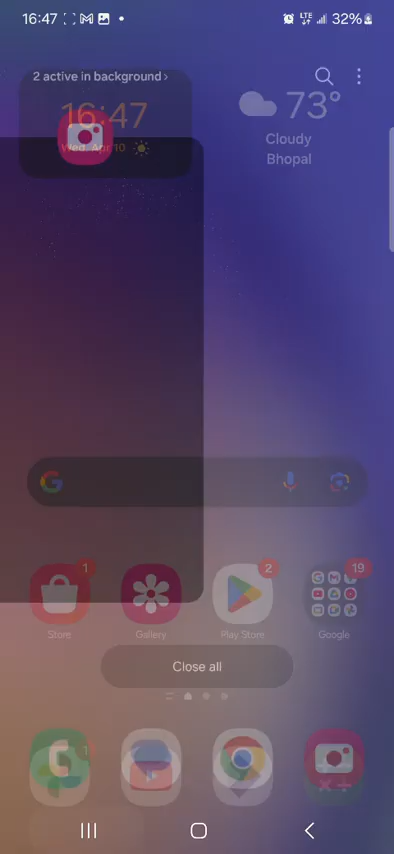 16:47
LTE
32%
2 active in background >
16:47
Wed, Apr 10
73°
Cloudy
Bhopal
1
2
19
Store
Gallery
Play Store
Google
Close all
1